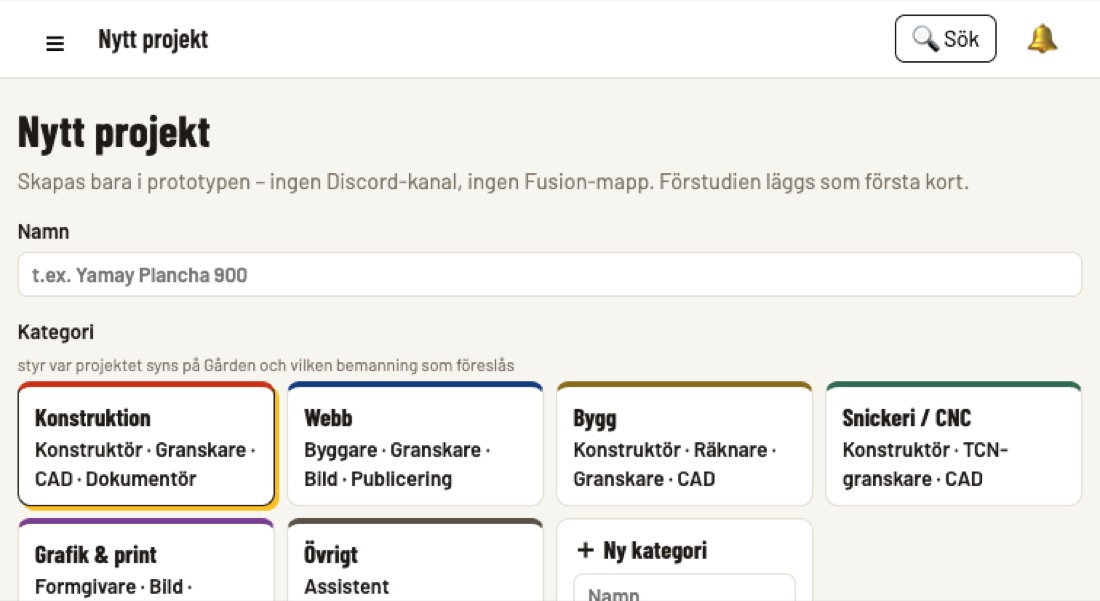 Nytt projekt
Sök
Nytt projekt
Skapas bara i prototypen – ingen Discord-kanal, ingen Fusion-mapp. Förstudien läggs som första kort.
Namn
t.ex. Yamay Plancha 900
Kategori
styr var projektet syns på Gården och vilken bemanning som föreslås
Konstruktion
Konstruktör · Granskare ·
CAD · Dokumentör
Webb
Byggare · Granskare ·
Bild · Publicering
Bygg
Konstruktör · Räknare ·
Granskare · CAD
Snickeri / CNC
Konstruktör · TCN-
granskare · CAD
Grafik & print
Formgivare · Bild ·
Övrigt
Assistent
+ Ny kategori
Namn